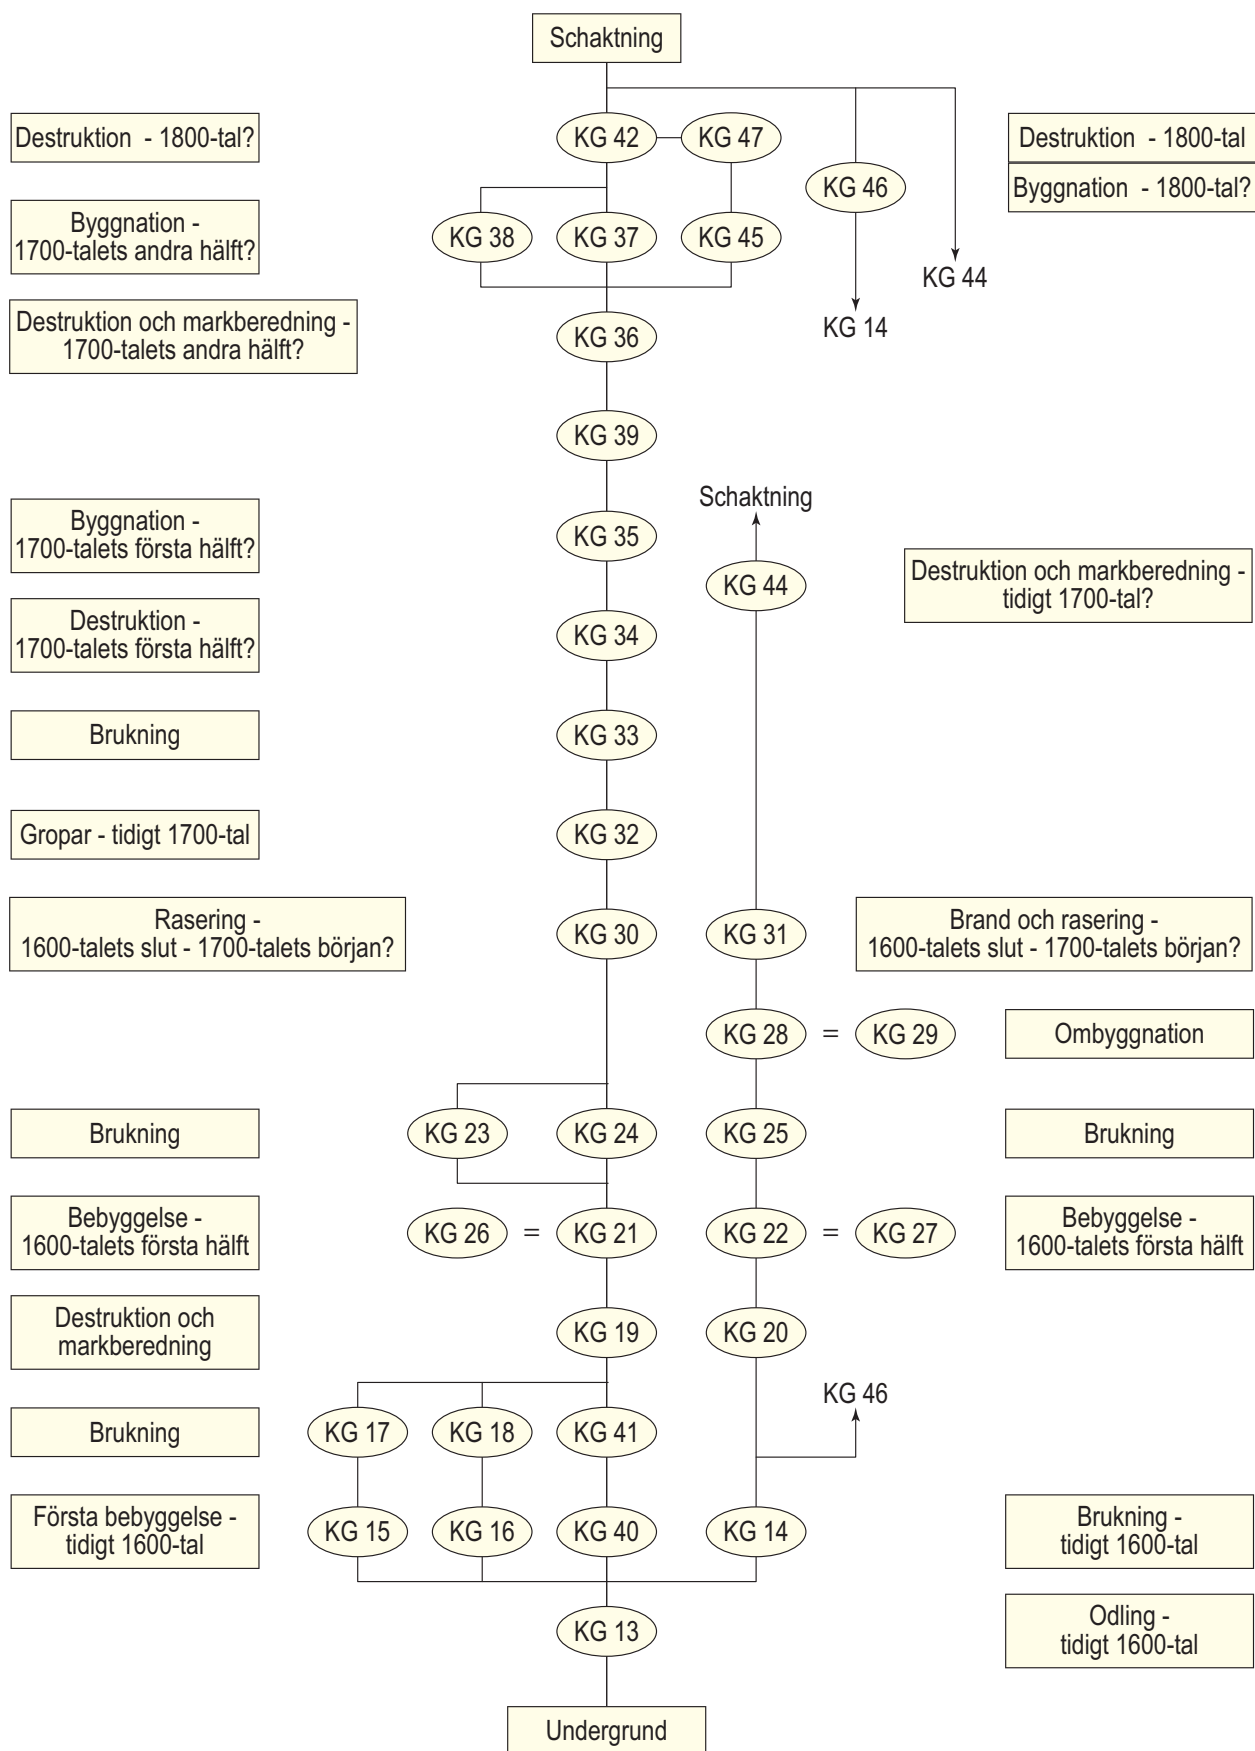 Schaktning
Destruktion - 1800-tal?
KG 42
KG 47
Destruktion - 1800-tal
KG 46
Byggnation - 1800-tal?
Byggnation -
1700-talets andra hälft?
KG 38
KG 37
KG 45
KG 44
Destruktion och markberedning -
1700-talets andra hälft?
KG 36
KG 14
KG 39
Schaktning
Byggnation -
1700-talets första hälft?
KG 35
KG 44
Destruktion och markberedning -
tidigt 1700-tal?
Destruktion -
1700-talets första hälft?
KG 34
Brukning
KG 33
Gropar - tidigt 1700-tal
KG 32
Rasering -
1600-talets slut - 1700-talets början?
KG 30
KG 31
Brand och rasering -
1600-talets slut - 1700-talets början?
KG 28
=
KG 29
Ombyggnation
Brukning
KG 23
KG 24
KG 25
Brukning
Bebyggelse -
1600-talets första hälft
KG 26
=
KG 21
KG 22
=
KG 27
Bebyggelse -
1600-talets första hälft
Destruktion och
markberedning
KG 19
KG 20
KG 46
Brukning
KG 17
KG 18
KG 41
Första bebyggelse -
tidigt 1600-tal
KG 15
KG 16
KG 40
KG 14
Brukning -
tidigt 1600-tal
KG 13
Odling -
tidigt 1600-tal
Undergrund